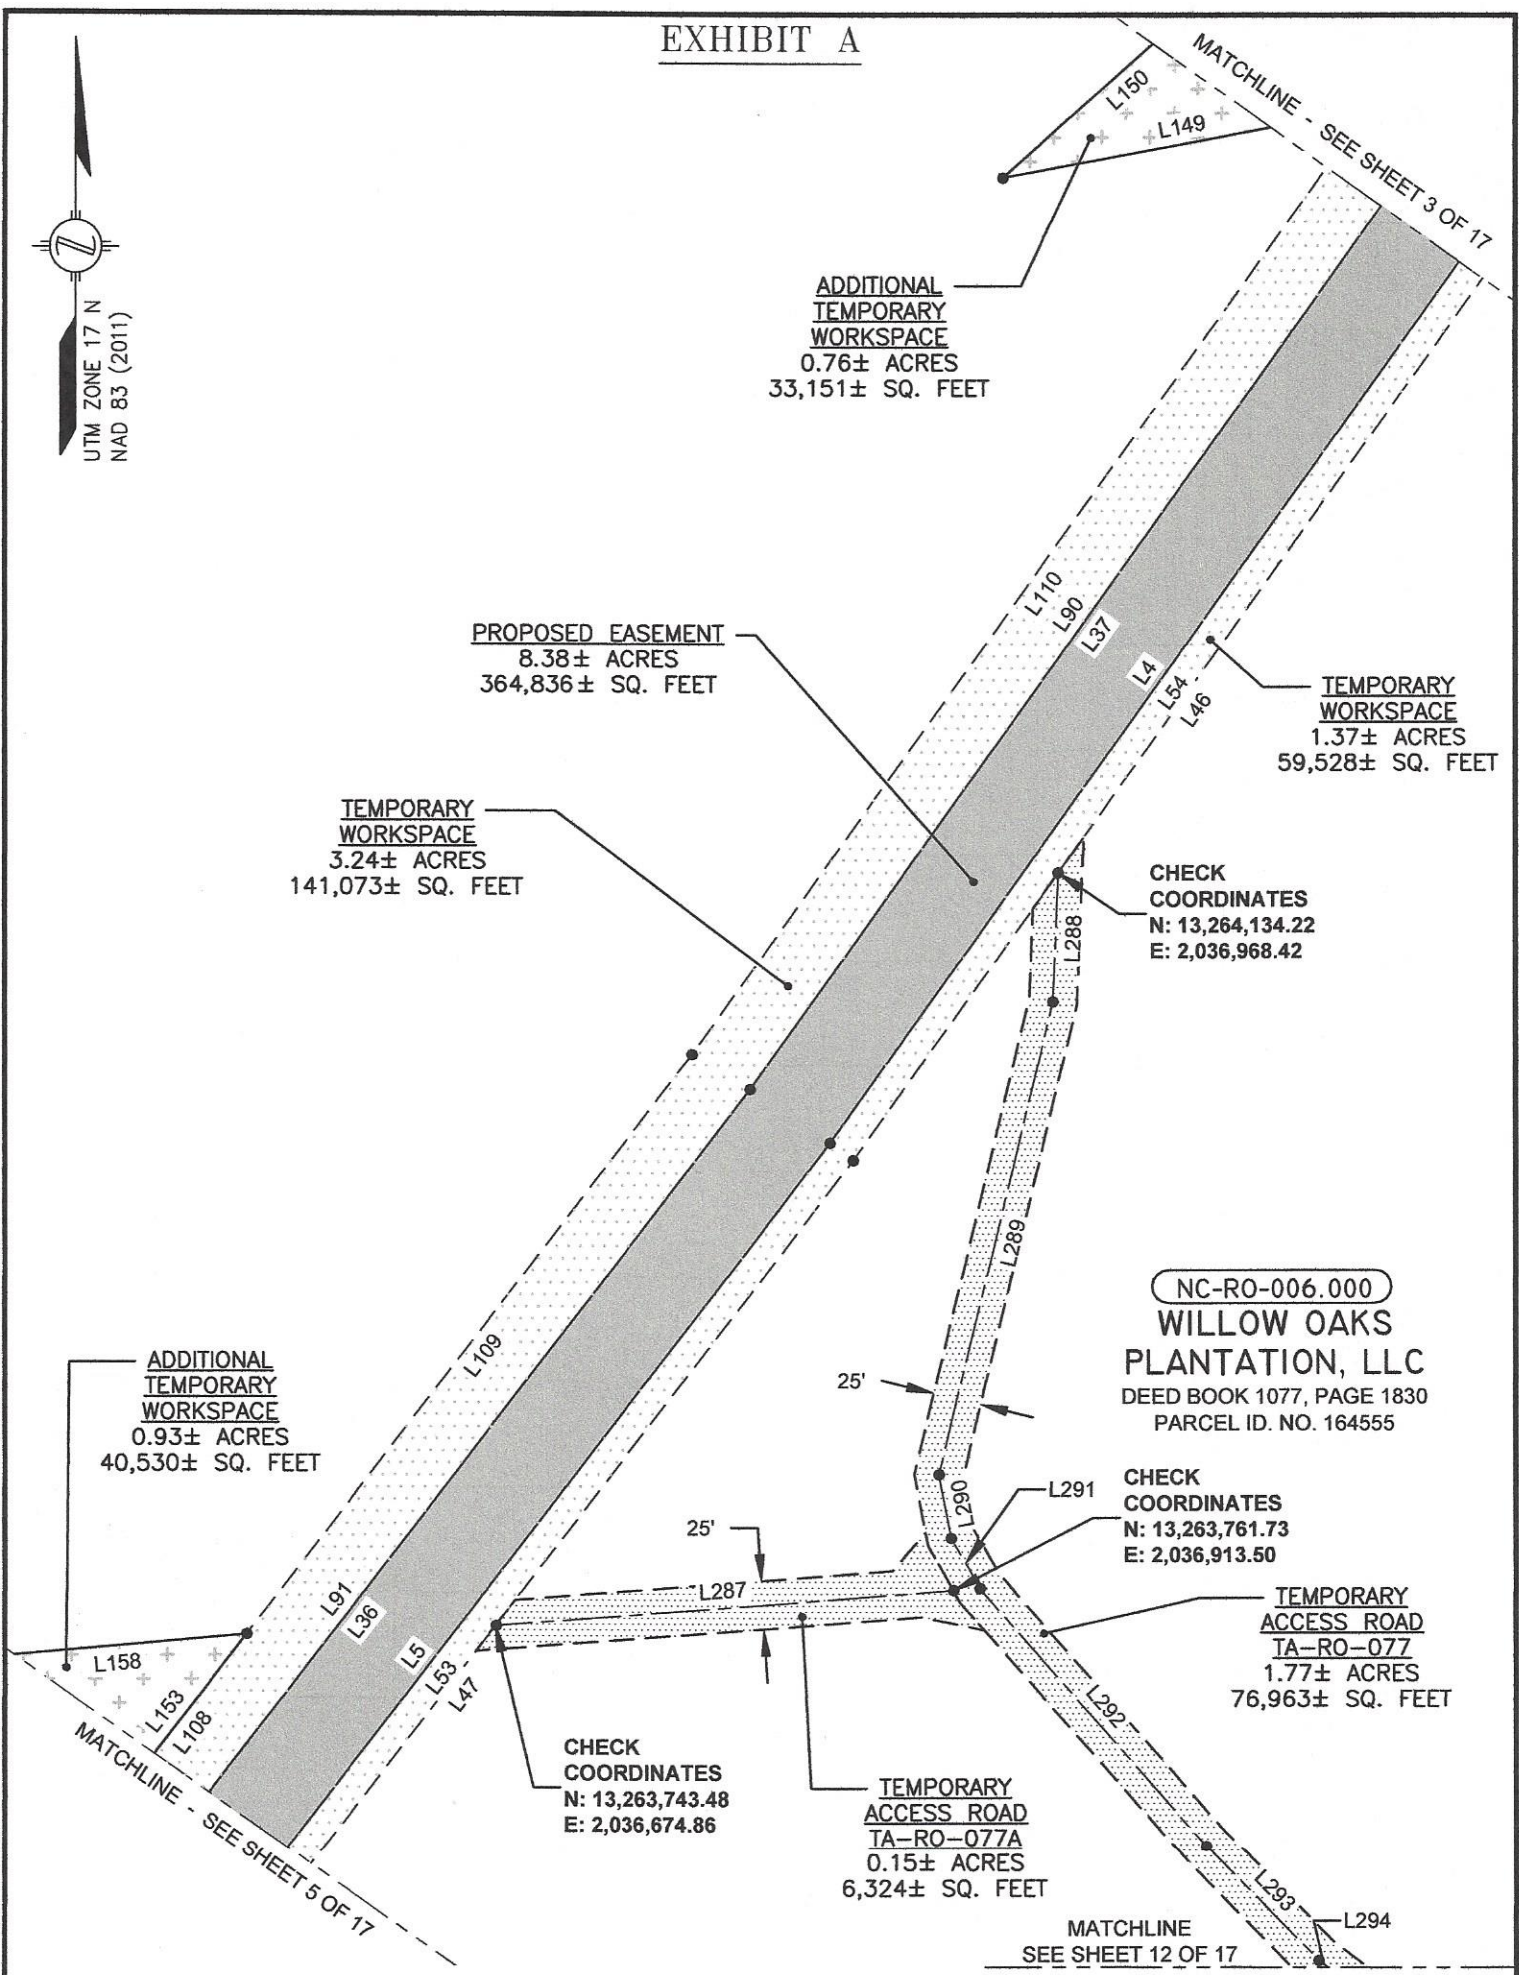 EXHIBIT A
MATCHLINE - SEE SHEET 3 OF 17
L150
L149
UTM ZONE 17 N
NAD 83 (2011)
ADDITIONAL
TEMPORARY
WORKSPACE
0.76± ACRES
33,151± SQ. FEET
L110
L90
L37
L4
L54
L46
PROPOSED EASEMENT
8.38± ACRES
364,836± SQ. FEET
TEMPORARY
WORKSPACE
1.37± ACRES
59,528± SQ. FEET
TEMPORARY
WORKSPACE
3.24± ACRES
141,073± SQ. FEET
CHECK
COORDINATES
N: 13,264,134.22
E: 2,036,968.42
L288
L289
NC-RO-006.000
WILLOW OAKS
PLANTATION, LLC
DEED BOOK 1077, PAGE 1830
PARCEL ID. NO. 164555
L109
25'
ADDITIONAL
TEMPORARY
WORKSPACE
0.93± ACRES
40,530± SQ. FEET
L290
L291
CHECK
COORDINATES
N: 13,263,761.73
E: 2,036,913.50
25'
L287
TEMPORARY
ACCESS ROAD
TA-RO-077
1.77± ACRES
76,963± SQ. FEET
L91
L36
L5
L53
L47
L158
L153
L108
MATCHLINE - SEE SHEET 5 OF 17
CHECK
COORDINATES
N: 13,263,743.48
E: 2,036,674.86
TEMPORARY
ACCESS ROAD
TA-RO-077A
0.15± ACRES
6,324± SQ. FEET
L292
L293
L294
MATCHLINE
SEE SHEET 12 OF 17